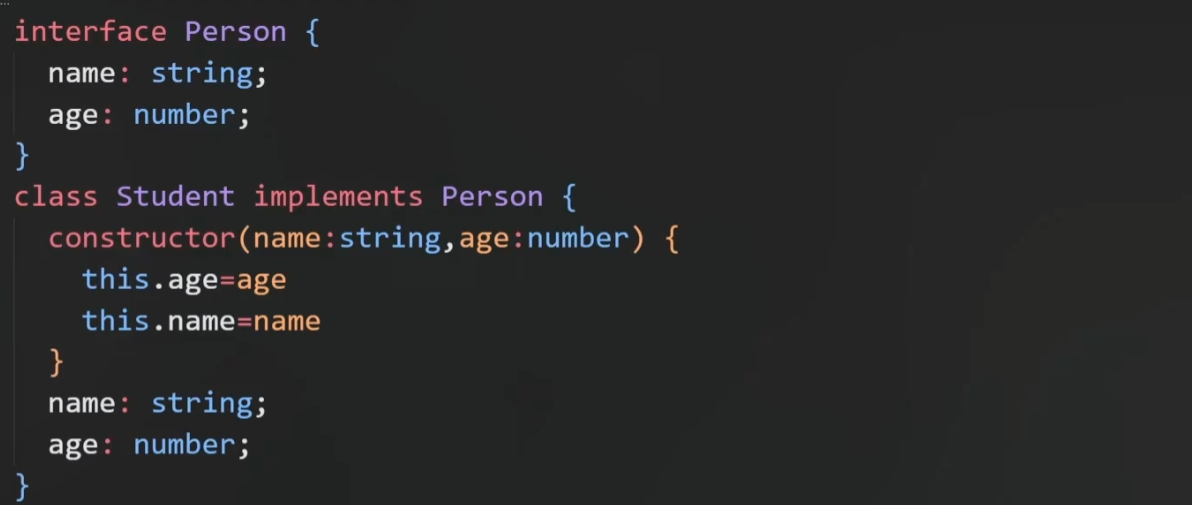 interface Person {
  name: string;
  age: number;
}
class Student implements Person {
  constructor(name:string,age:number) {
    this.age=age
    this.name=name
  }
  name: string;
  age: number;
}